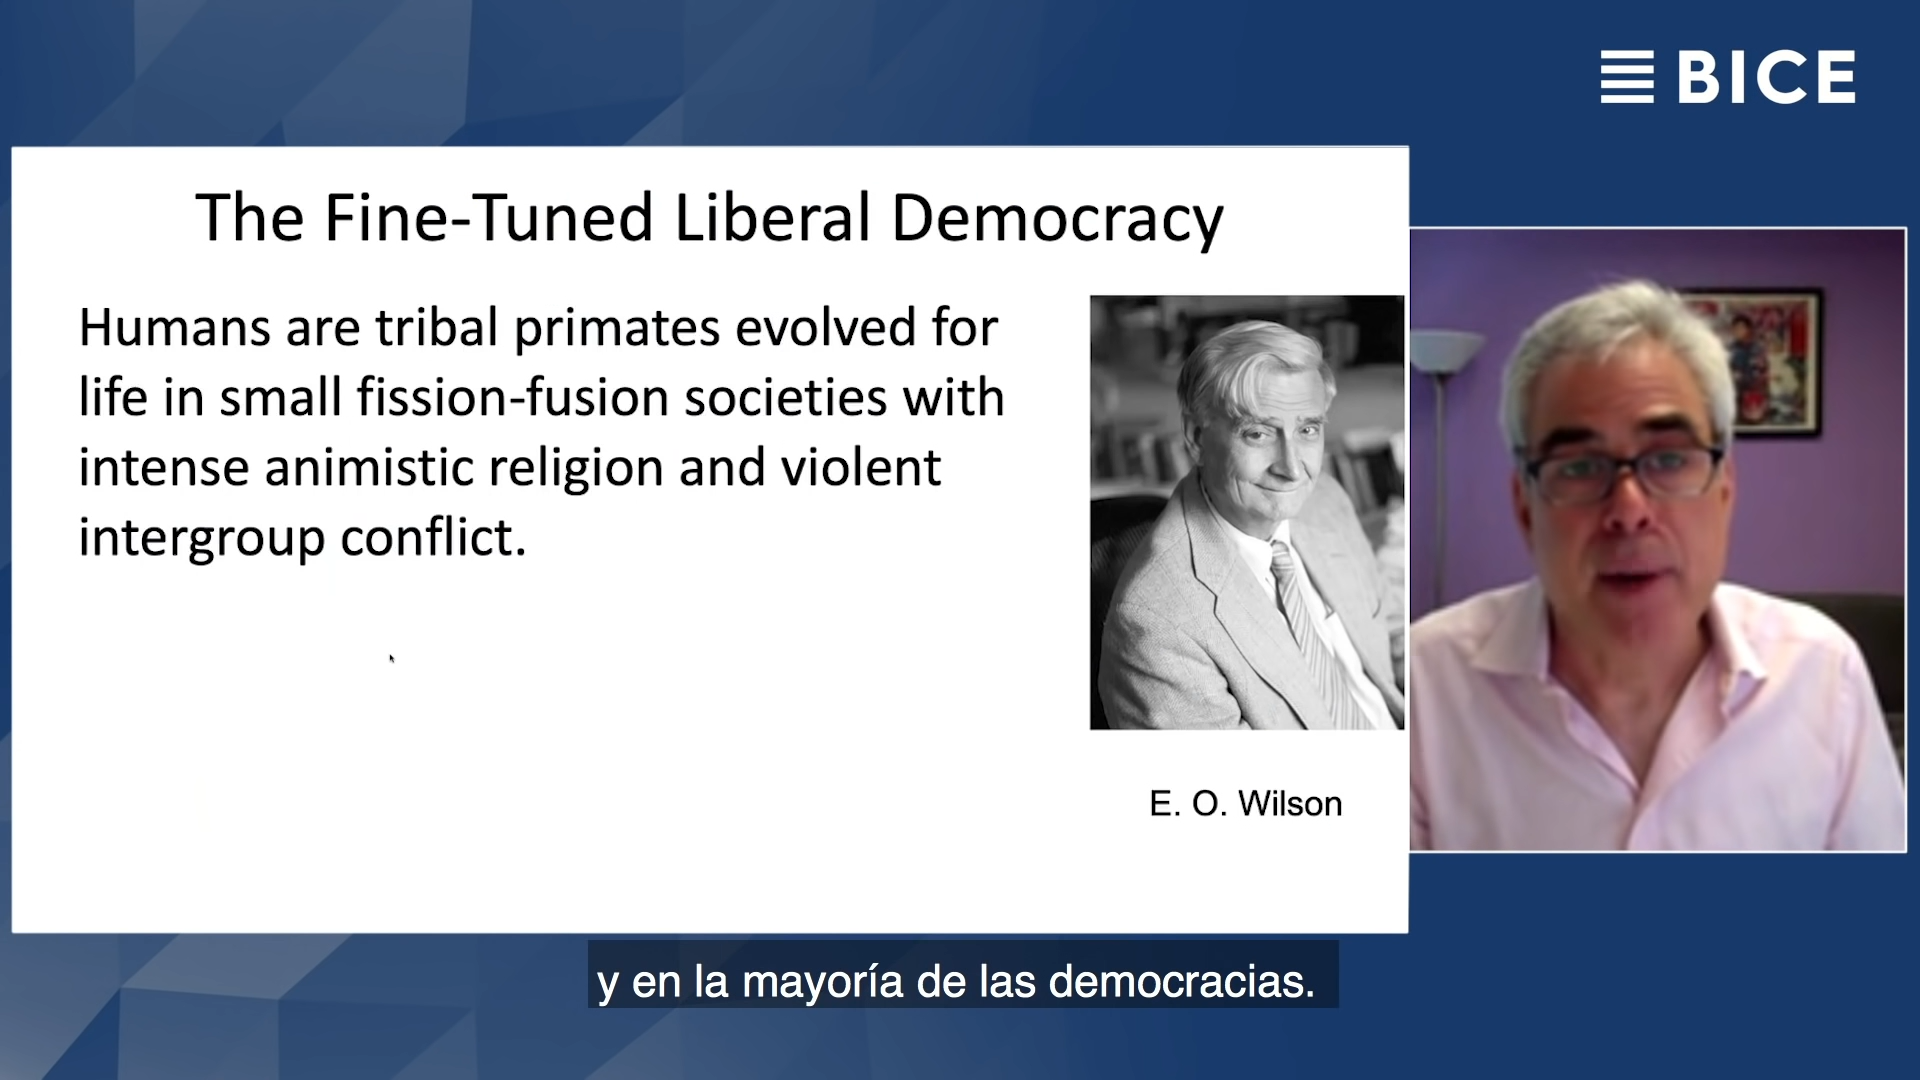 BICE
The Fine-Tuned Liberal Democracy
Humans are tribal primates evolved for
life in small fission-fusion societies with
intense animistic religion and violent
intergroup conflict.
E. O. Wilson
y en la mayoría de las democracias.